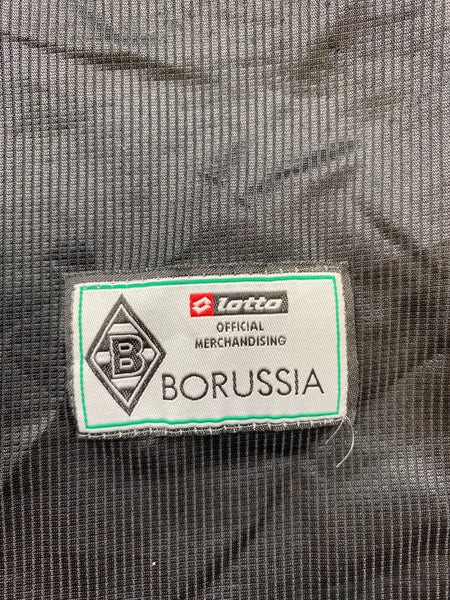 lotto
OFFICIAL
MERCHANDISING
B
BORUSSIA